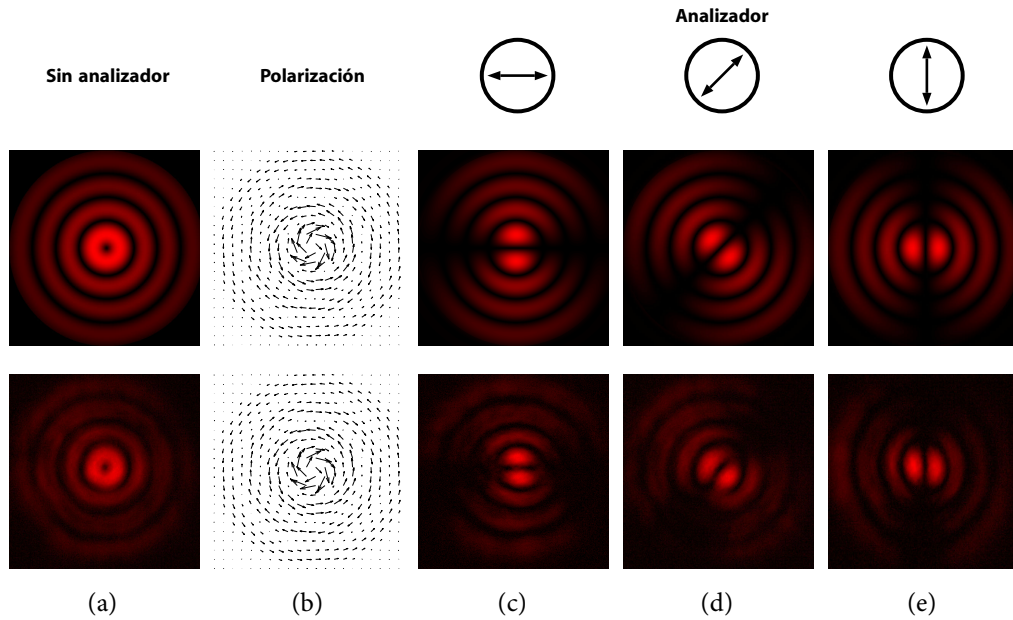 Analizador
Sin analizador Polarización
(a) (b) (c) (d) (e)